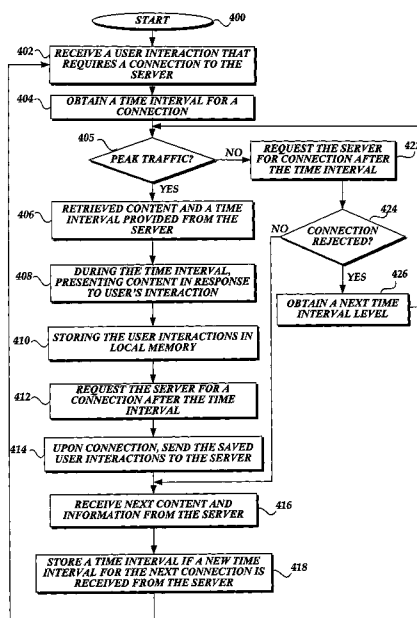 START
400
402
RECEIVE A USER INTERACTION THAT
REQUIRES A CONNECTION TO THE
SERVER
404
OBTAIN A TIME INTERVAL FOR A
CONNECTION
405
PEAK TRAFFIC?
NO
YES
REQUEST THE SERVER
FOR CONNECTION AFTER
THE TIME INTERVAL
406
RETRIEVED CONTENT AND A TIME
INTERVAL PROVIDED FROM THE
SERVER
424
CONNECTION
REJECTED?
NO
YES
408
DURING THE TIME INTERVAL,
PRESENTING CONTENT IN RESPONSE
TO USER'S INTERACTION
426
OBTAIN A NEXT TIME
INTERVAL LEVEL
410
STORING THE USER INTERACTIONS IN
LOCAL MEMORY
412
REQUEST THE SERVER FOR A
CONNECTION AFTER THE TIME
INTERVAL
414
UPON CONNECTION, SEND THE SAVED
USER INTERACTIONS TO THE SERVER
RECEIVE NEXT CONTENT AND
INFORMATION FROM THE SERVER
416
STORE A TIME INTERVAL IF A NEW TIME
INTERVAL FOR THE NEXT CONNECTION IS
RECEIVED FROM THE SERVER
418